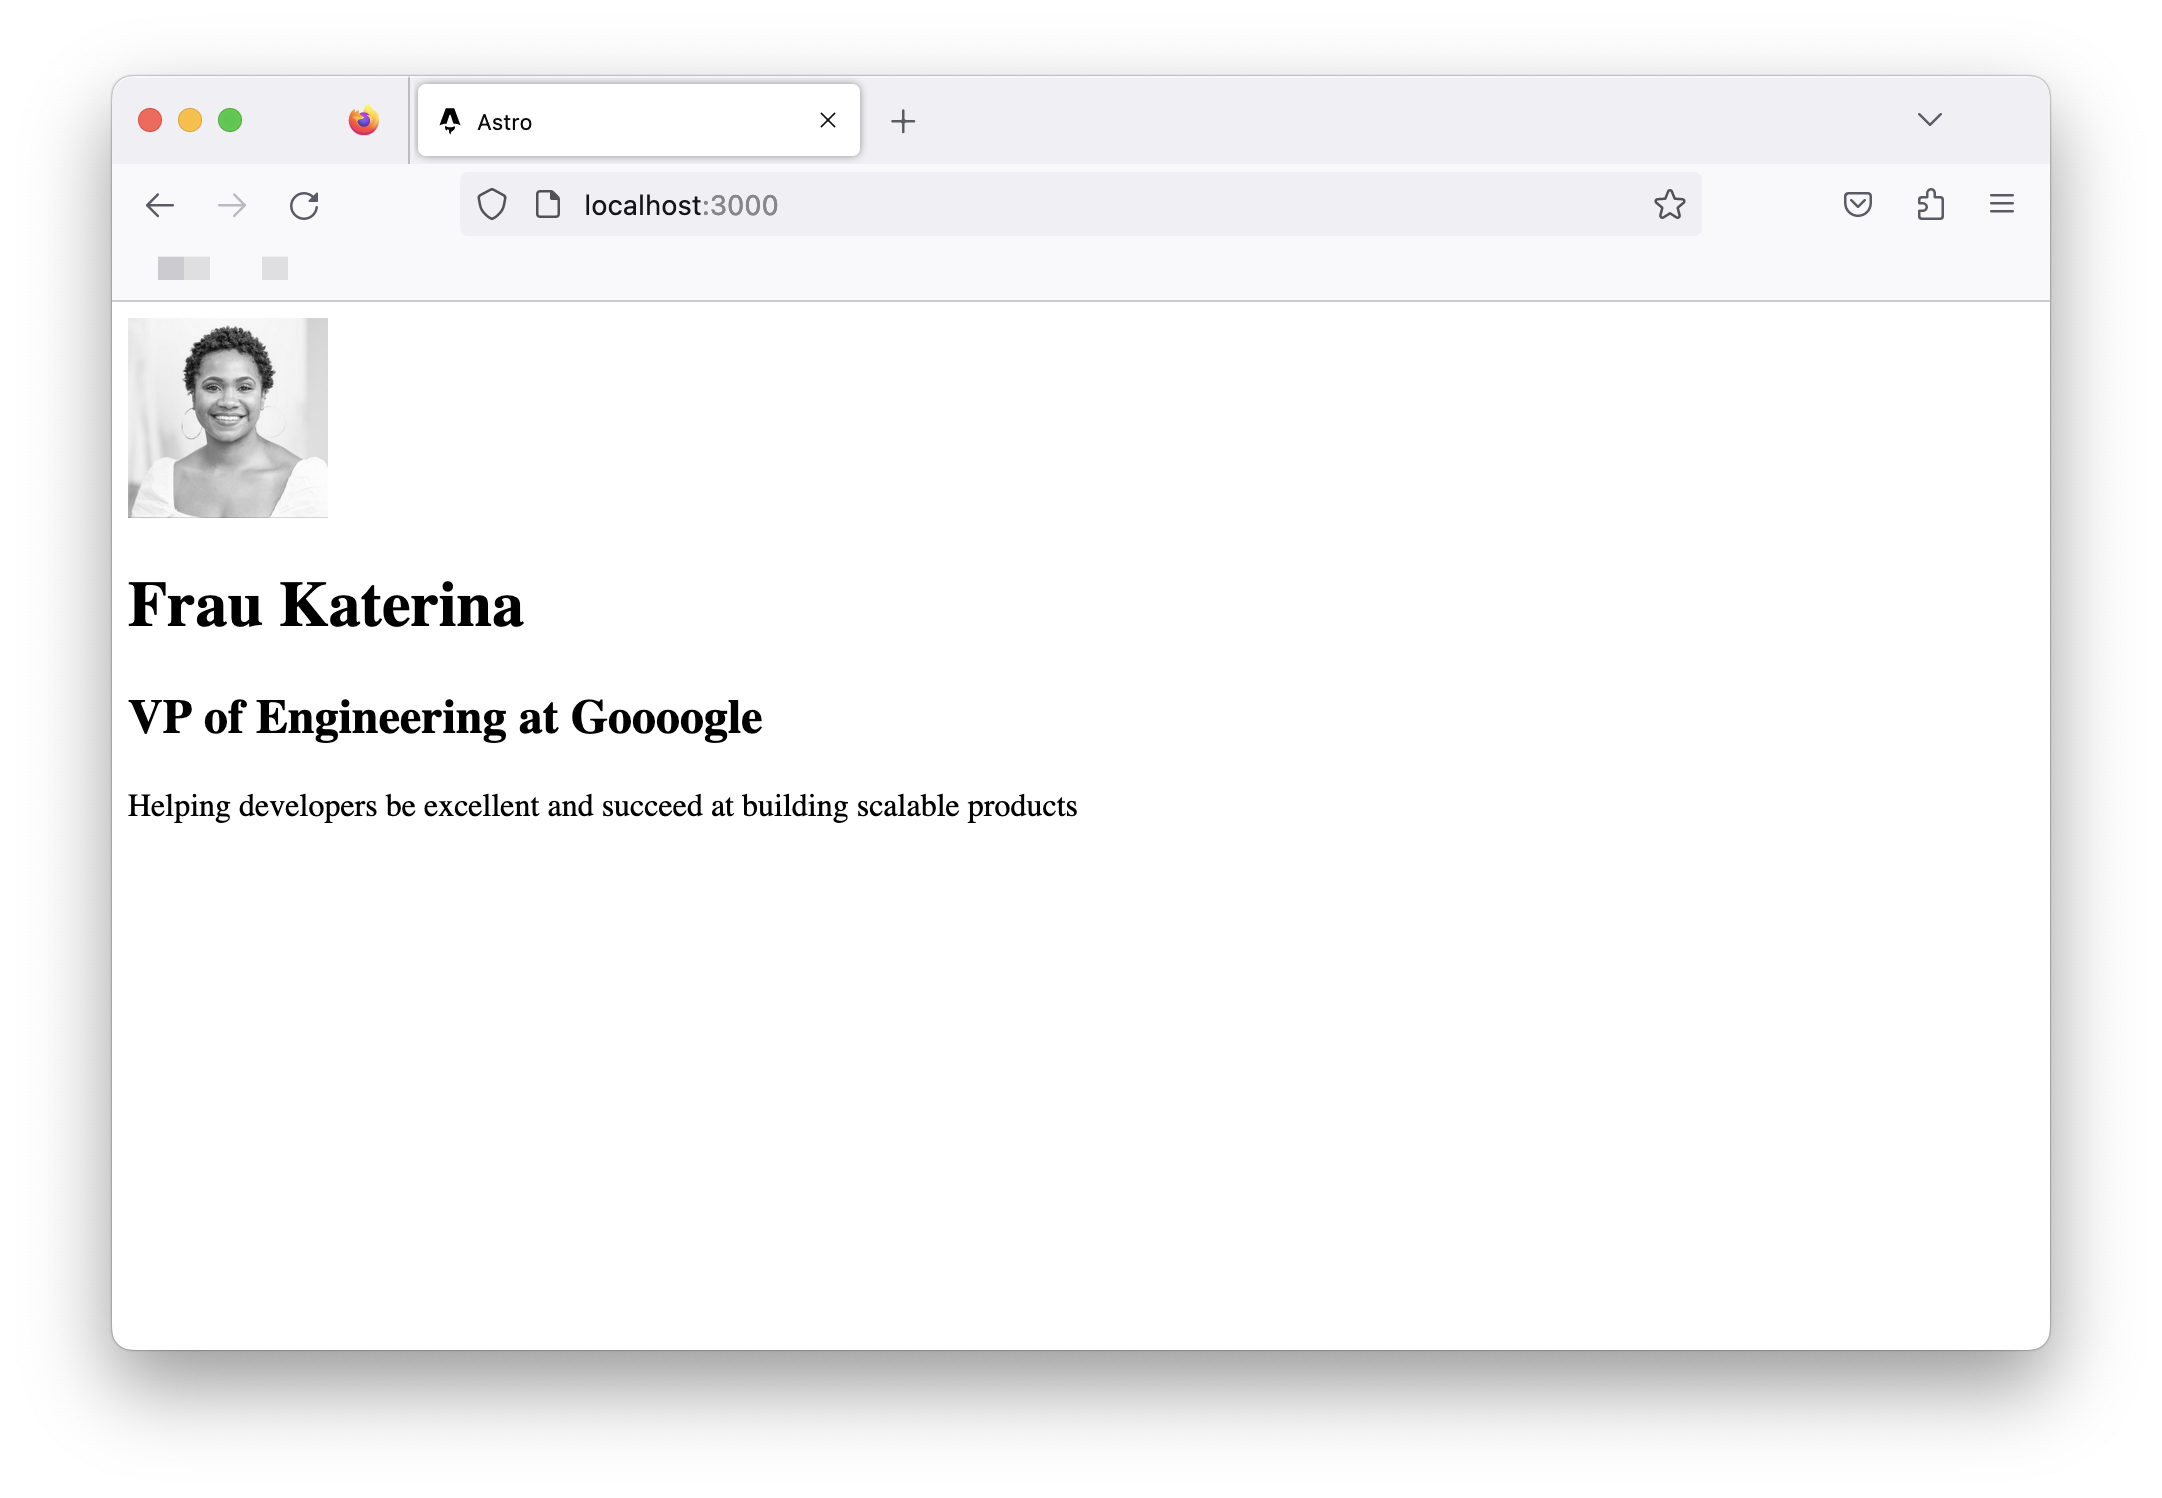 Astro
localhost:3000
Frau Katerina
VP of Engineering at Goooogle
Helping developers be excellent and succeed at building scalable products